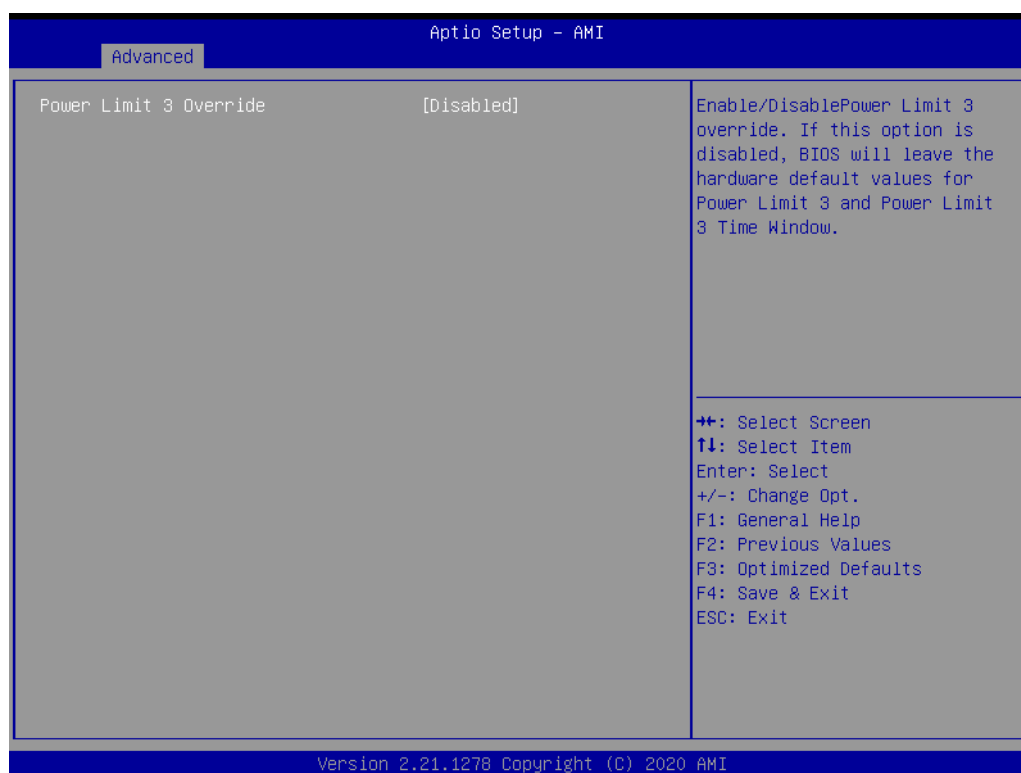 Aptio Setup – AMI
Advanced
Power Limit 3 Override [Disabled]
Enable/DisablePower Limit 3
override. If this option is
disabled, BIOS will leave the
hardware default values for
Power Limit 3 and Power Limit
3 Time Window.
→←: Select Screen
↑↓: Select Item
Enter: Select
+/-: Change Opt.
F1: General Help
F2: Previous Values
F3: Optimized Defaults
F4: Save & Exit
ESC: Exit
Version 2.21.1278 Copyright (C) 2020 AMI